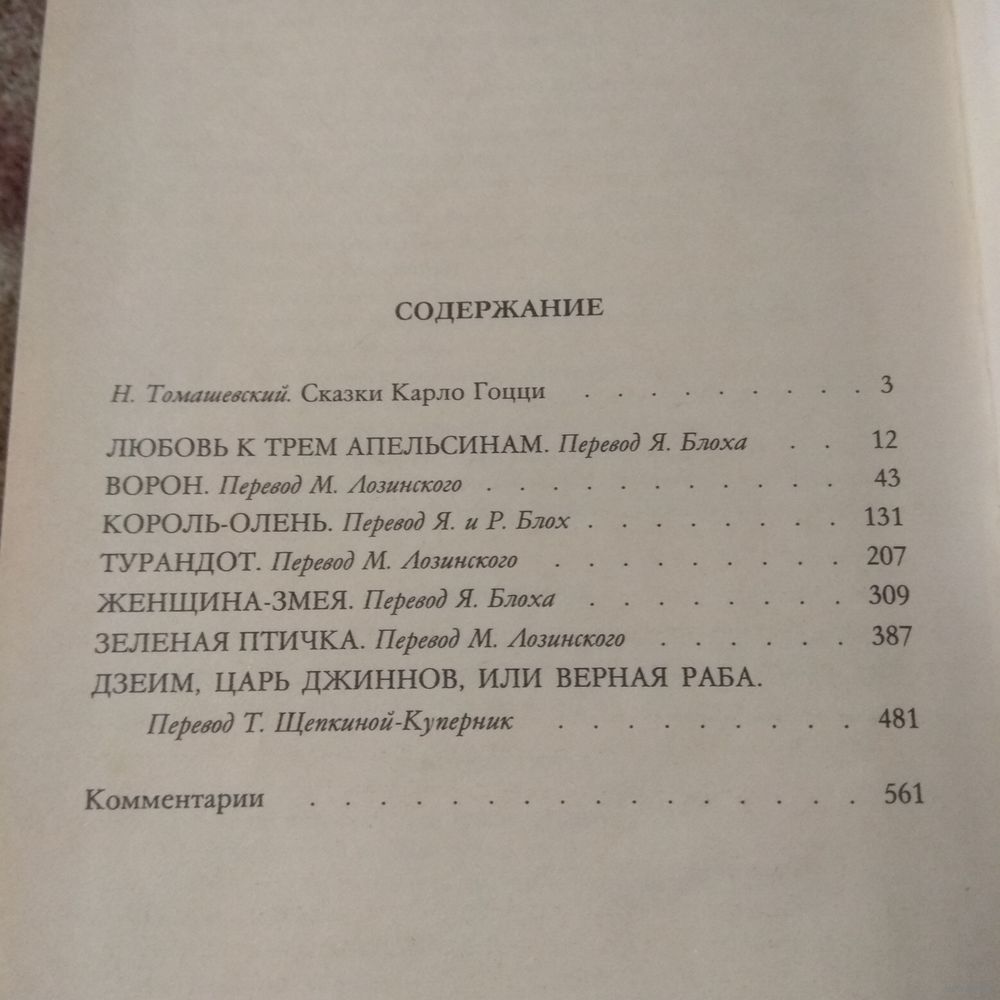 СОДЕРЖАНИЕ
Н. Томашевский. Сказки Карло Гоцци . . . . . . . . . 3
ЛЮБОВЬ К ТРЕМ АПЕЛЬСИНАМ. Перевод Я. Блоха . . 12
ВОРОН. Перевод М. Лозинского . . . . . . . . . . . 43
КОРОЛЬ-ОЛЕНЬ. Перевод Я. и Р. Блох . . . . . . . . 131
ТУРАНДОТ. Перевод М. Лозинского . . . . . . . . . 207
ЖЕНЩИНА-ЗМЕЯ. Перевод Я. Блоха . . . . . . . . 309
ЗЕЛЕНАЯ ПТИЧКА. Перевод М. Лозинского . . . . . . 387
ДЗЕИМ, ЦАРЬ ДЖИННОВ, ИЛИ ВЕРНАЯ РАБА.
Перевод Т. Щепкиной-Куперник . . . . . . . . . 481
Комментарии . . . . . . . . . . . . . . . . 561